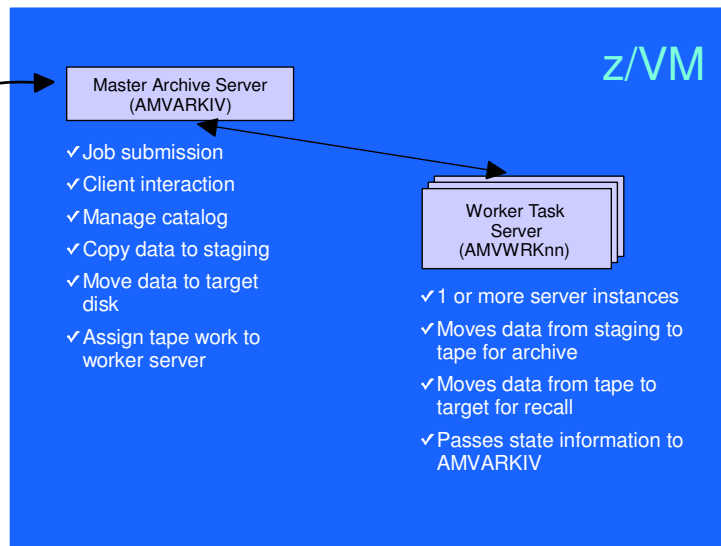 z/VM
Master Archive Server
(AMVARKIV)
✓Job submission
✓Client interaction
✓Manage catalog
✓Copy data to staging
✓Move data to target
disk
✓Assign tape work to
worker server
Worker Task
Server
(AMVWRKnn)
✓1 or more server instances
✓Moves data from staging to
tape for archive
✓Moves data from tape to
target for recall
✓Passes state information to
AMVARKIV